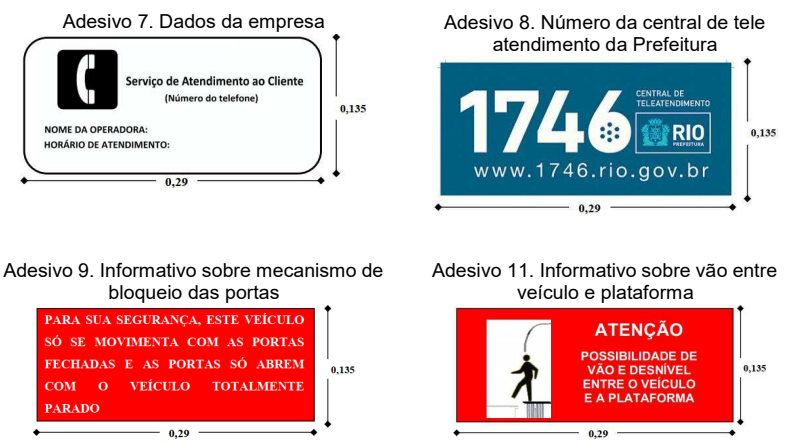 Adesivo 7. Dados da empresa
Serviço de Atendimento ao Cliente
(Número do telefone)
NOME DA OPERADORA:
HORÁRIO DE ATENDIMENTO:
0,135
0,29
Adesivo 8. Número da central de tele
atendimento da Prefeitura
1746
CENTRAL DE
TELEATENDIMENTO
RIO
PREFEITURA
www.1746.rio.gov.br
0,135
0,29
Adesivo 9. Informativo sobre mecanismo de
bloqueio das portas
PARA SUA SEGURANÇA, ESTE VEÍCULO
SÓ SE MOVIMENTA COM AS PORTAS
FECHADAS E AS PORTAS SÓ ABREM
COM O VEÍCULO TOTALMENTE
PARADO
0,135
0,29
Adesivo 11. Informativo sobre vão entre
veículo e plataforma
ATENÇÃO
POSSIBILIDADE DE
VÃO E DESNÍVEL
ENTRE O VEÍCULO
E A PLATAFORMA
0,135
0,29